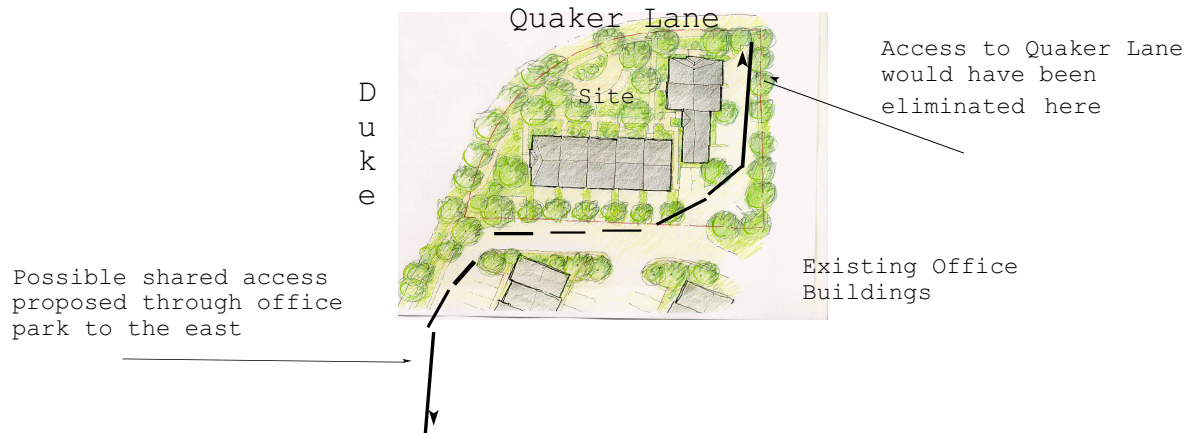 Quaker Lane
Access to Quaker Lane
would have been
eliminated here
Site
D
u
k
e
Existing Office
Buildings
Possible shared access
proposed through office
park to the east